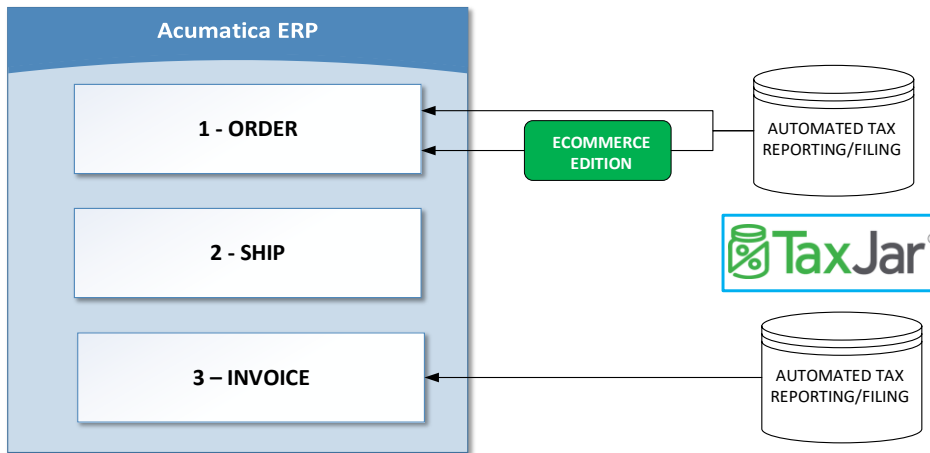 Acumatica ERP
1 - ORDER
ECOMMERCE
EDITION
AUTOMATED TAX
REPORTING/FILING
2 - SHIP
TaxJar
3 – INVOICE
AUTOMATED TAX
REPORTING/FILING